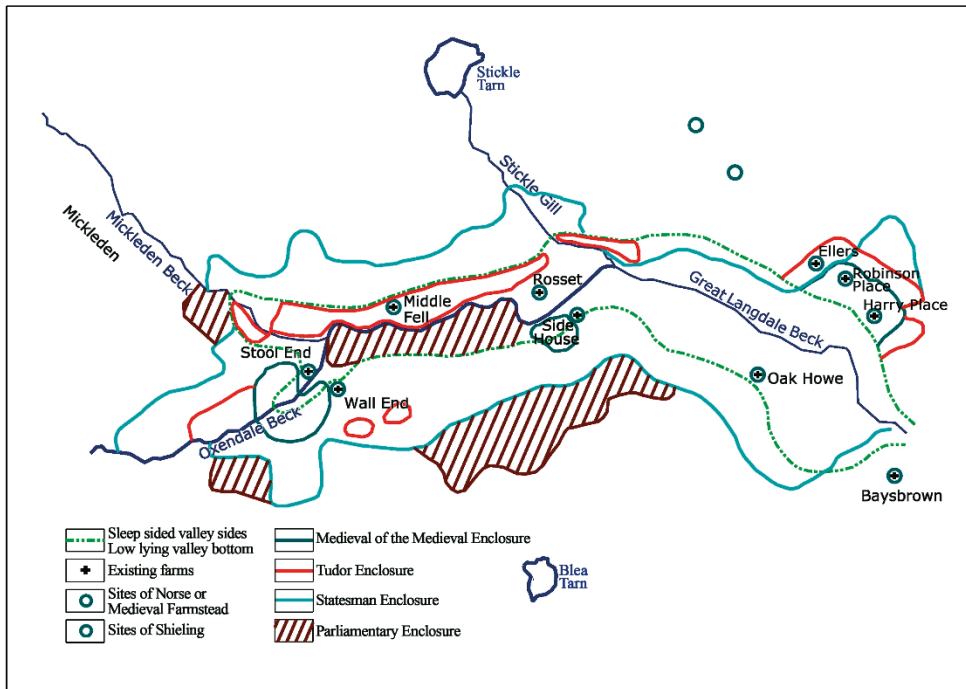 Stickle
Tarn
Stickle Gill
Mickleden
Mickleden Beck
Ellers
Robinson
Place
Harry Place
Great Langdale Beck
Rosset
Middle
Fell
Side
House
Stool End
Oak Howe
Wall End
Oxendale Beck
Baysbrown
Sleep sided valley sides
Low lying valley bottom
Existing farms
Sites of Norse or
Medieval Farmstead
Sites of Shieling
Medieval of the Medieval Enclosure
Tudor Enclosure
Statesman Enclosure
Parliamentary Enclosure
Blea
Tarn